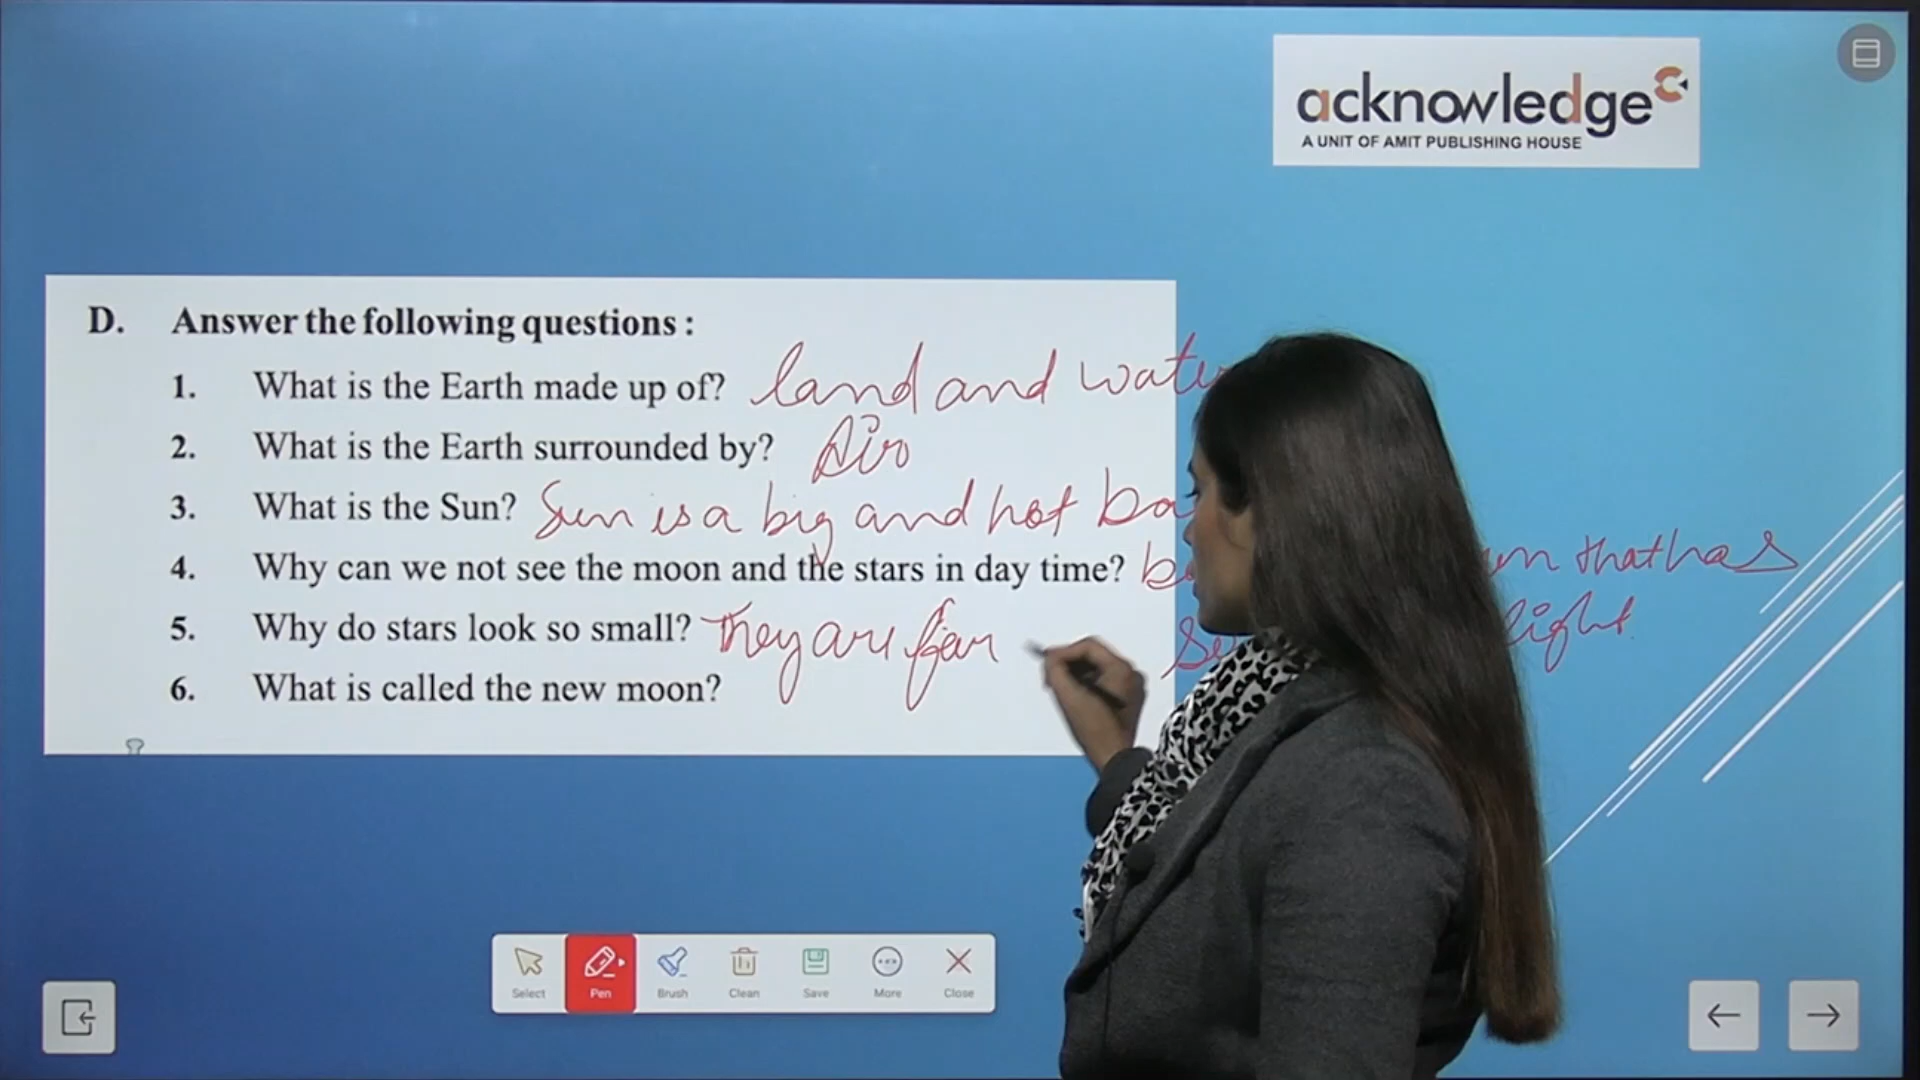 acknowledge
A UNIT OF AMIT PUBLISHING HOUSE
D. Answer the following questions :
1. What is the Earth made up of? land and wate
2. What is the Earth surrounded by? Air
3. What is the Sun? Sun is a big and hot ba
4. Why can we not see the moon and the stars in day time? that has
light
5. Why do stars look so small? They are far
6. What is called the new moon?
Select Pen Brush Clean Save More Close